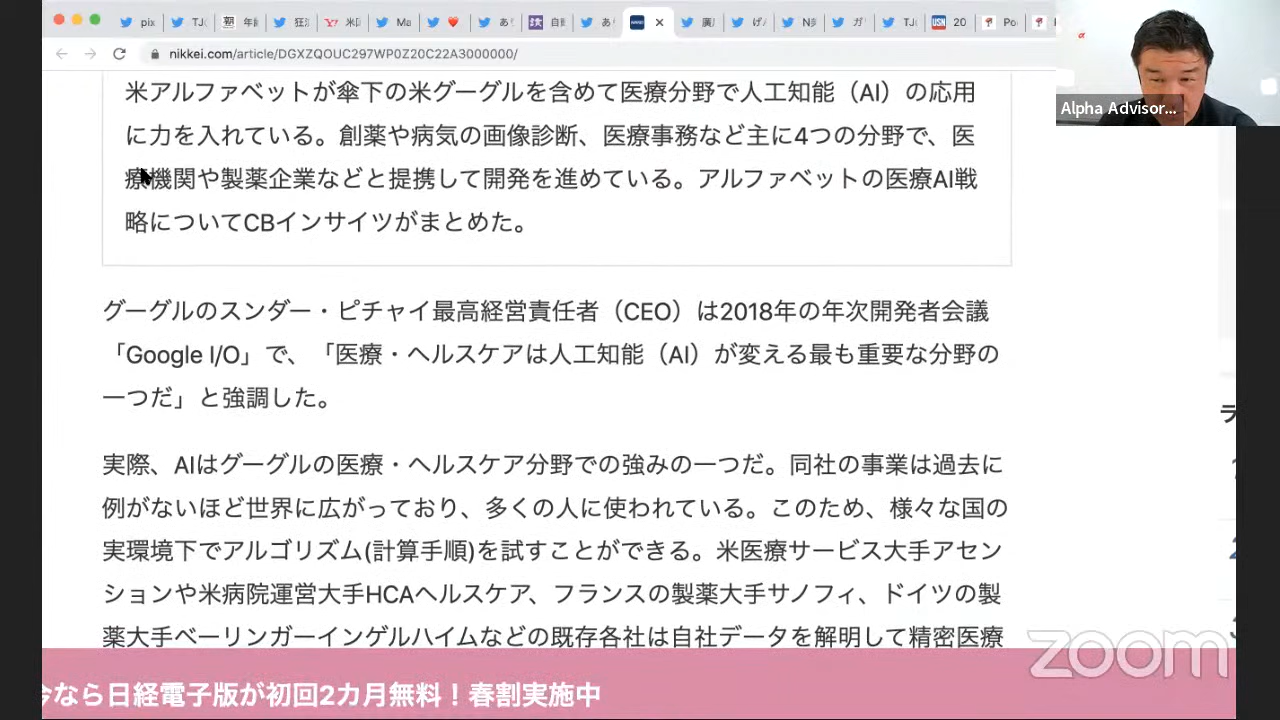 pix
TJ
年
狂
米
Ma
あ
自
あ
廣
げ
N
ガ
TJ
USN 20
Po
nikkei.com/article/DGXZQOUC297WP0Z20C22A3000000/
Alpha Advisor...
米アルファベットが傘下の米グーグルを含めて医療分野で人工知能（AI）の応用
に力を入れている。創薬や病気の画像診断、医療事務など主に4つの分野で、医
療機関や製薬企業などと提携して開発を進めている。アルファベットの医療AI戦
略についてCBインサイツがまとめた。
グーグルのスンダー・ピチャイ最高経営責任者（CEO）は2018年の年次開発者会議
「Google I/O」で、「医療・ヘルスケアは人工知能（AI）が変える最も重要な分野の
一つだ」と強調した。
実際、AIはグーグルの医療・ヘルスケア分野での強みの一つだ。同社の事業は過去に
例がないほど世界に広がっており、多くの人に使われている。このため、様々な国の
実環境下でアルゴリズム(計算手順)を試すことができる。米医療サービス大手アセン
ションや米病院運営大手HCAヘルスケア、フランスの製薬大手サノフィ、ドイツの製
薬大手ベーリンガーインゲルハイムなどの既存各社は自社データを解明して精密医療
今なら日経電子版が初回2カ月無料！春割実施中
zoom